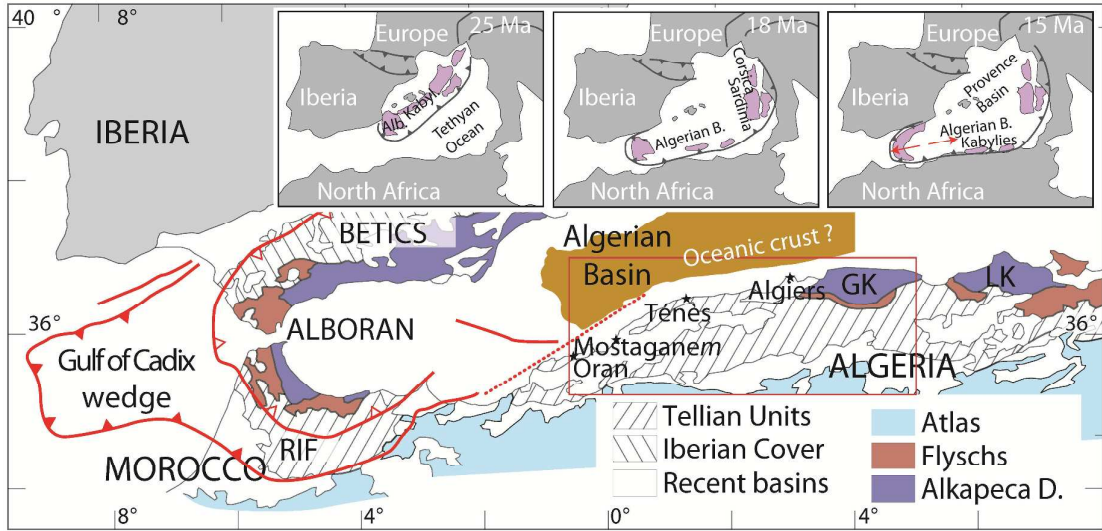 40 °
8°
Europe
25 Ma
Iberia
Alb.
Kabyl.
Tethyan
Ocean
North Africa
Europe
18 Ma
Iberia
Corsica
Sardinia
Algerian B.
North Africa
Europe
15 Ma
Iberia
Provence
Basin
Algerian B.
Kabylies
North Africa
IBERIA
BETICS
Algerian
Basin
Oceanic crust ?
36°
ALBORAN
Gulf of Cadix
wedge
Algiers
GK
LK
Ténès
Mostaganem
Oran
36°
ALGERIA
RIF
MOROCCO
Tellian Units
Iberian Cover
Recent basins
Atlas
Flyschs
Alkapeca D.
8°
4°
0°
4°